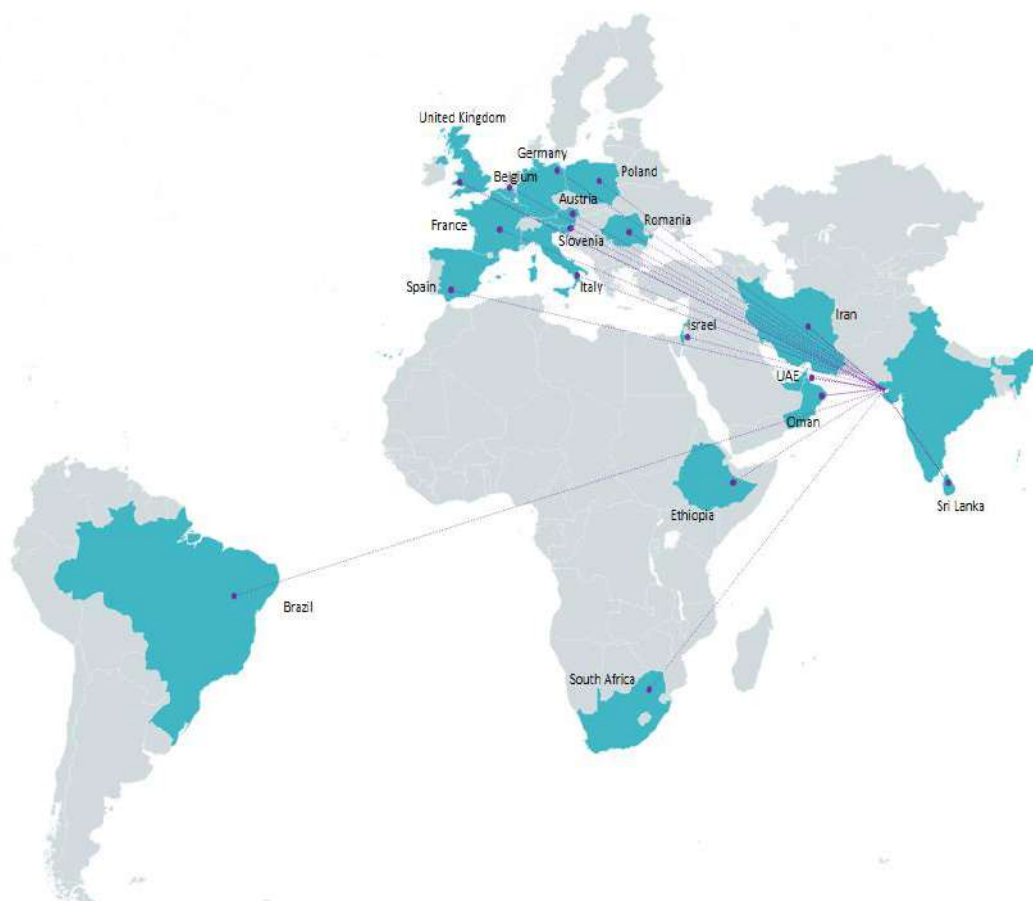 United Kingdom
Germany
Belgium
Poland
Austria
France
Romania
Slovenia
Spain
Italy
Iran
Israel
UAE
Oman
Sri Lanka
Ethiopia
Brazil
South Africa